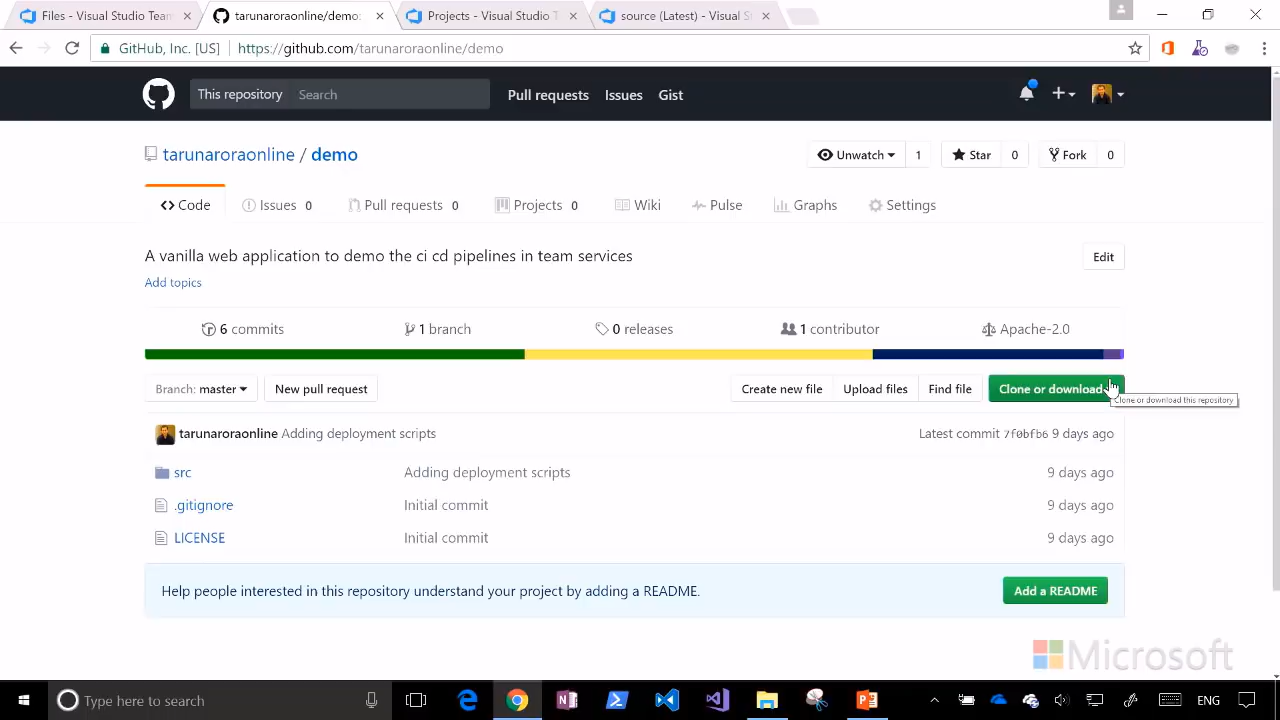 Files - Visual Studio Team
tarunaroraonline/demo:
Projects - Visual Studio T
source (Latest) - Visual S
GitHub, Inc. [US]
https://github.com/tarunaroraonline/demo
This repository
Search
Pull requests
Issues
Gist
tarunaroraonline / demo
Unwatch
1
Star
0
Fork
0
Code
Issues 0
Pull requests 0
Projects 0
Wiki
Pulse
Graphs
Settings
A vanilla web application to demo the ci cd pipelines in team services
Edit
Add topics
6 commits
1 branch
0 releases
1 contributor
Apache-2.0
Branch: master
New pull request
Create new file
Upload files
Find file
Clone or download
Clone or download this repository
tarunaroraonline Adding deployment scripts
Latest commit 7f0bfb6 9 days ago
src
Adding deployment scripts
9 days ago
.gitignore
Initial commit
9 days ago
LICENSE
Initial commit
9 days ago
Help people interested in this repository understand your project by adding a README.
Add a README
Microsoft
Type here to search
ENG